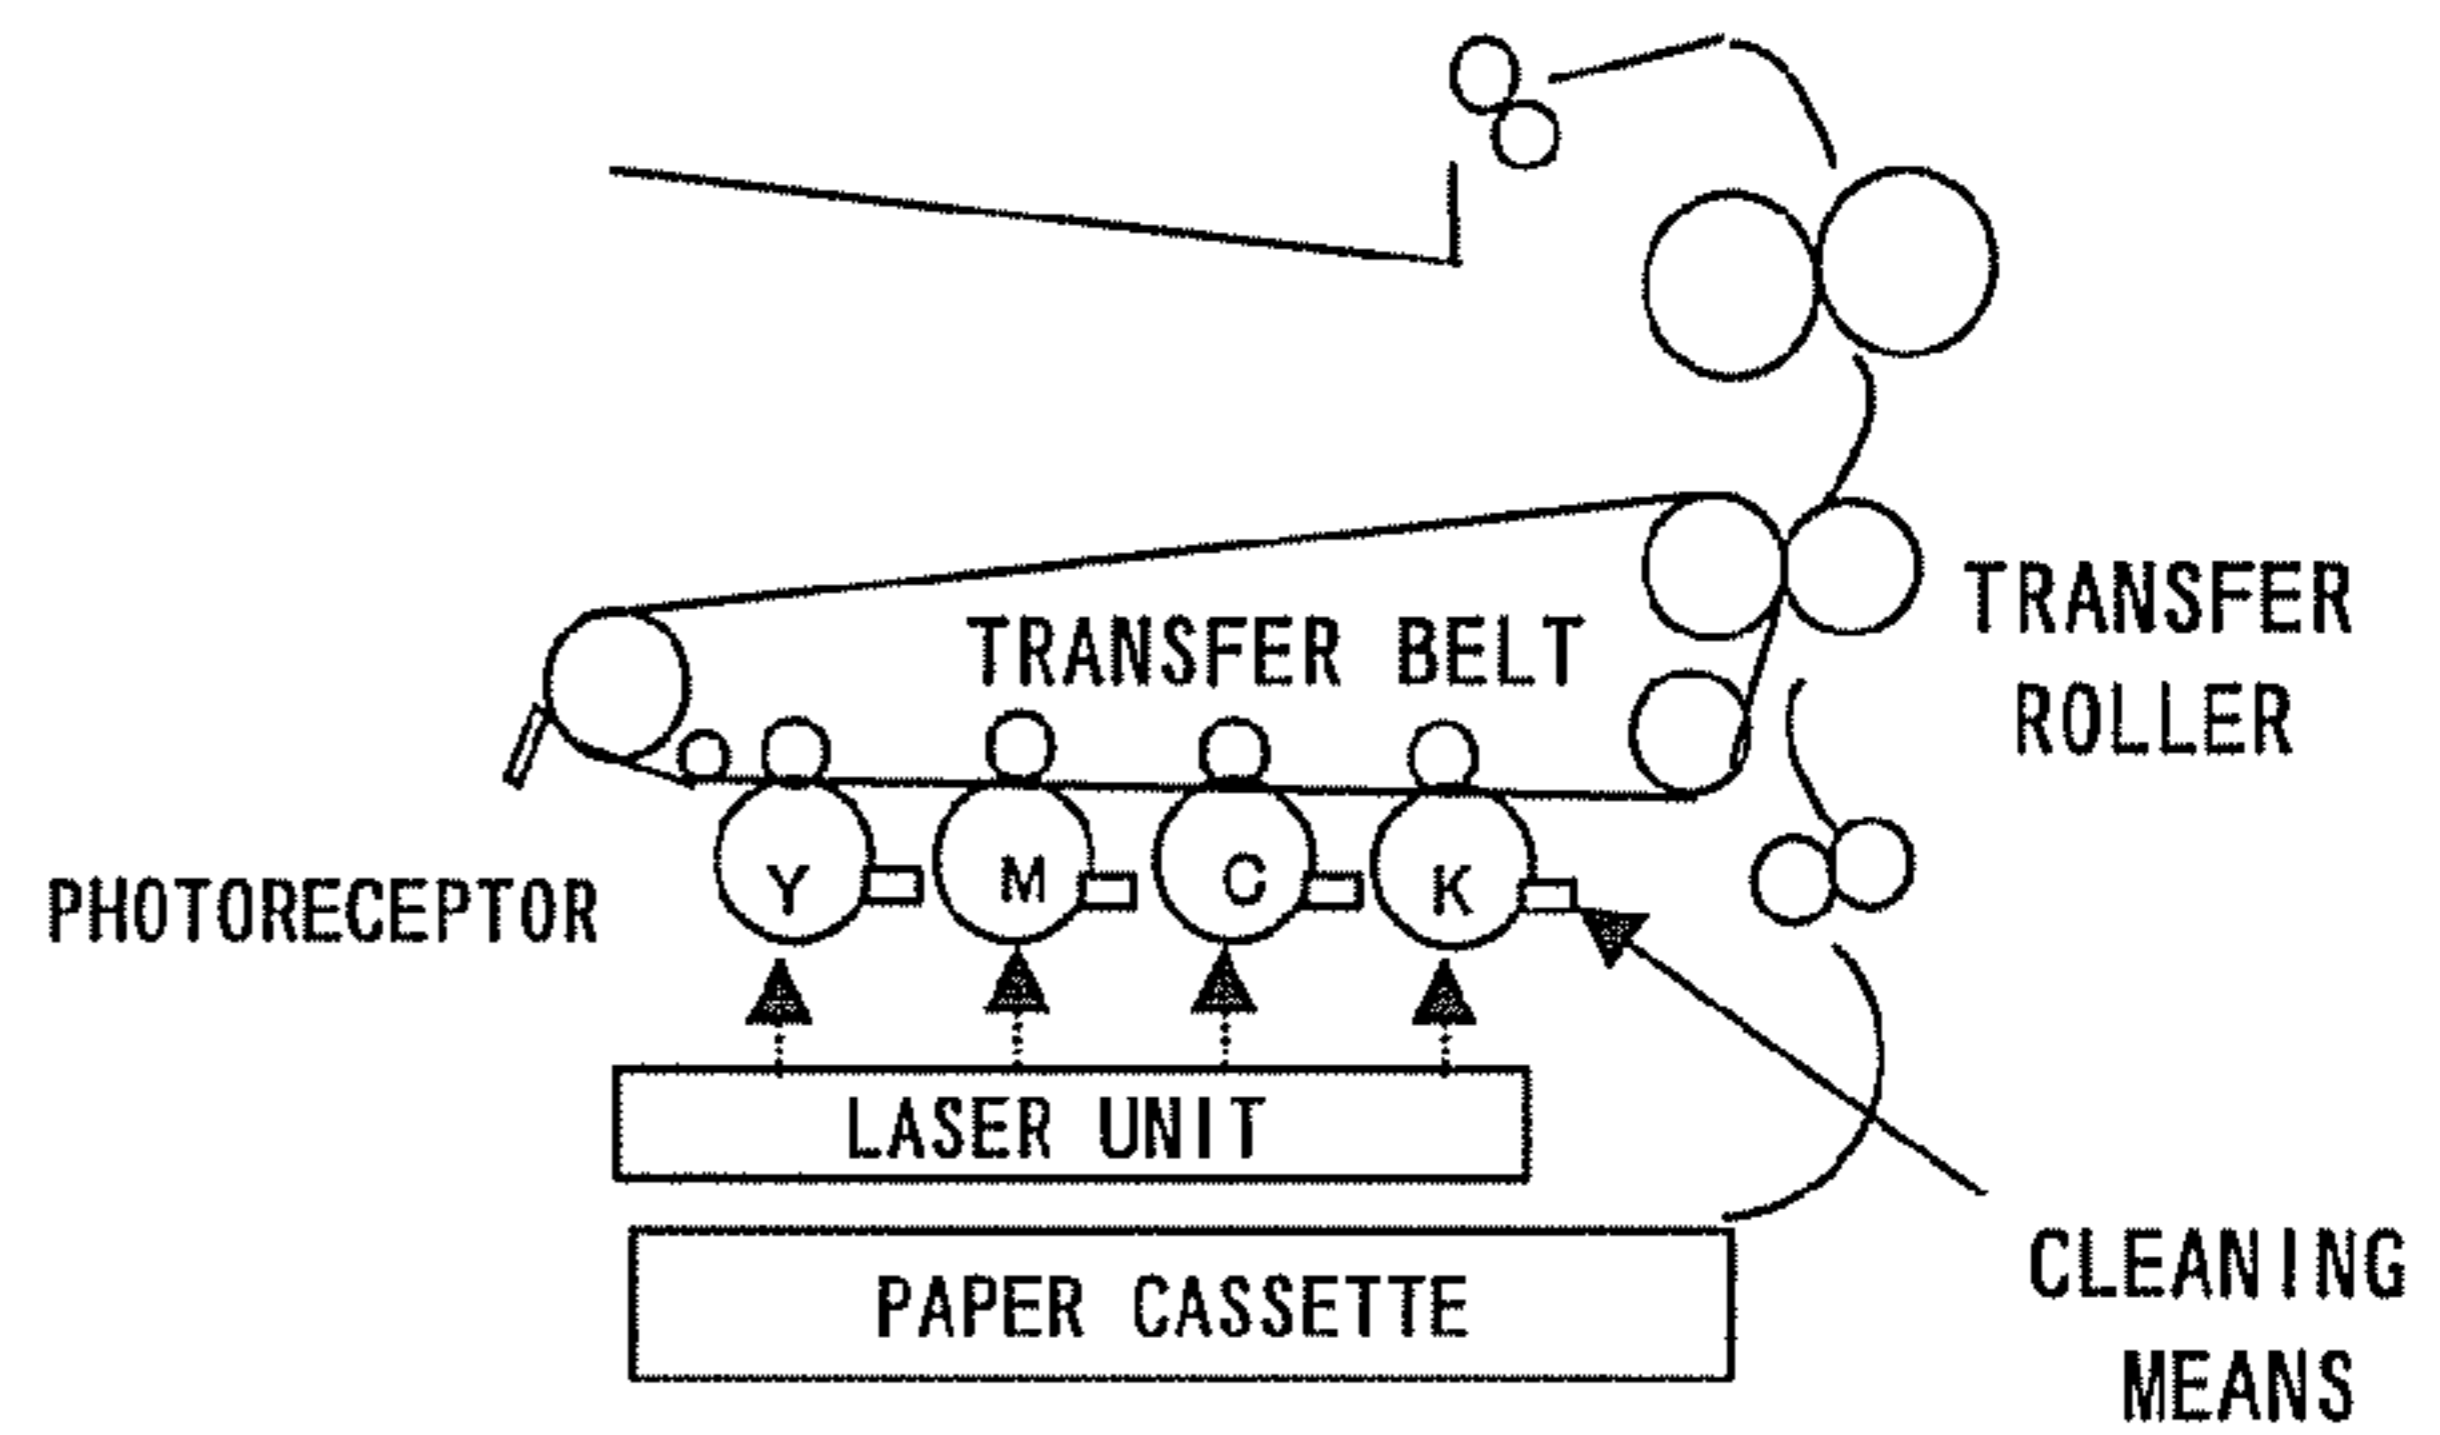 TRANSFER BELT
TRANSFER
ROLLER
PHOTORECEPTOR
Y M C K
LASER UNIT
PAPER CASSETTE
CLEANING
MEANS